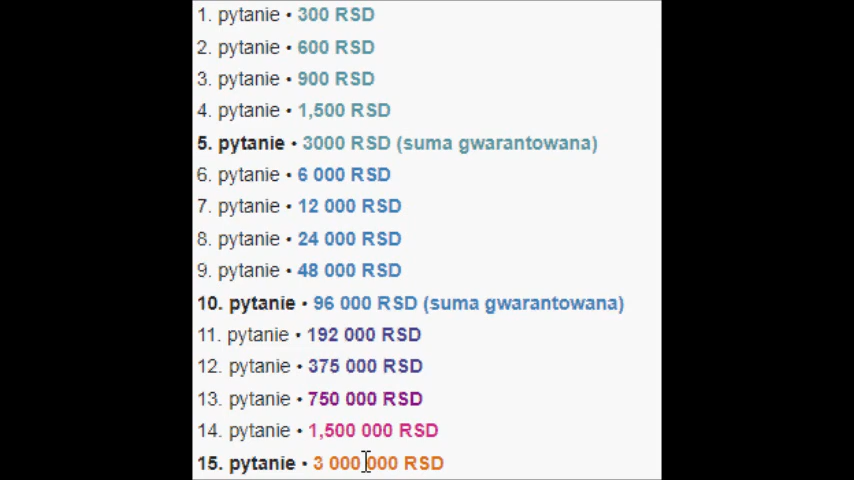 1. pytanie • 300 RSD
2. pytanie • 600 RSD
3. pytanie • 900 RSD
4. pytanie • 1,500 RSD
5. pytanie • 3000 RSD (suma gwarantowana)
6. pytanie • 6 000 RSD
7. pytanie • 12 000 RSD
8. pytanie • 24 000 RSD
9. pytanie • 48 000 RSD
10. pytanie • 96 000 RSD (suma gwarantowana)
11. pytanie • 192 000 RSD
12. pytanie • 375 000 RSD
13. pytanie • 750 000 RSD
14. pytanie • 1,500 000 RSD
15. pytanie • 3 000 000 RSD